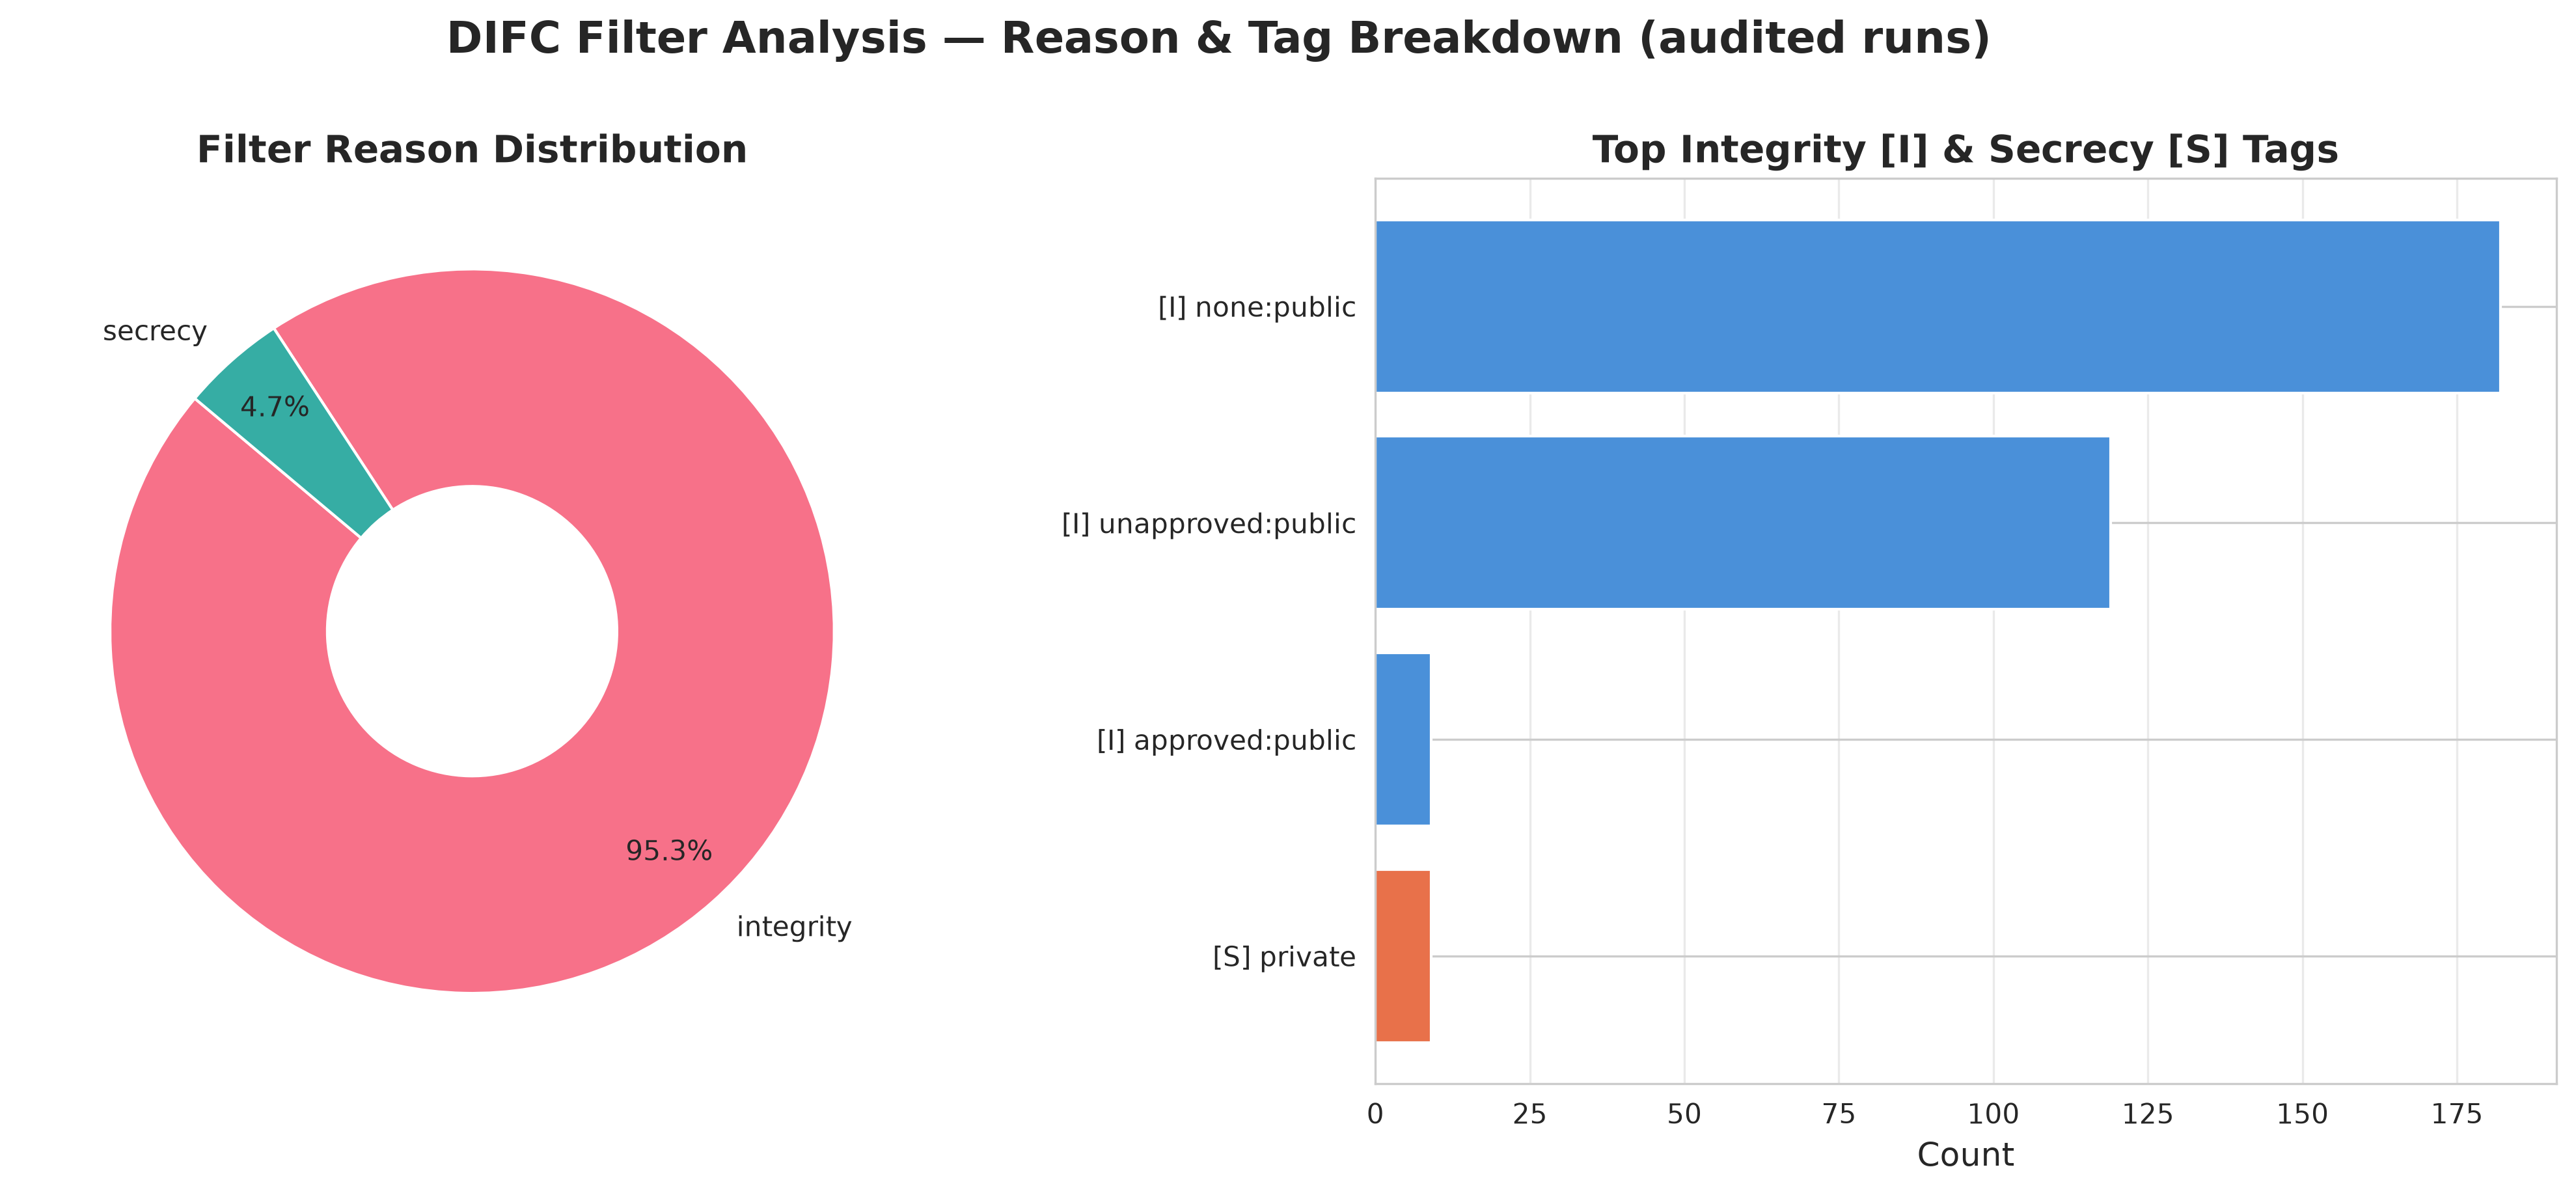 DIFC Filter Analysis — Reason & Tag Breakdown (audited runs)
Filter Reason Distribution
secrecy
4.7%
95.3%
integrity
Top Integrity [I] & Secrecy [S] Tags
[I] none:public
[I] unapproved:public
[I] approved:public
[S] private
0 25 50 75 100 125 150 175
Count